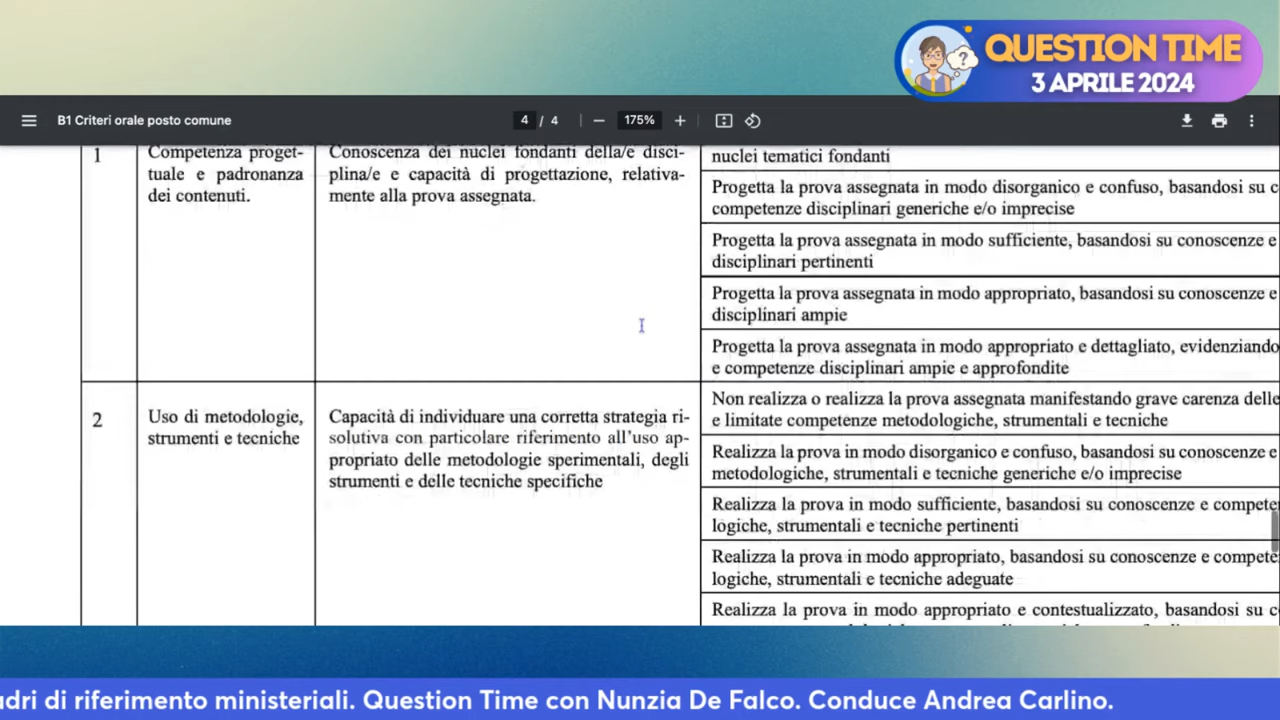 QUESTION TIME
3 APRILE 2024
B1 Criteri orale posto comune
4 / 4
175%
1
Competenza proget-
tuale e padronanza
dei contenuti.
Conoscenza dei nuclei fondanti della/e disci-
plina/e e capacità di progettazione, relativa-
mente alla prova assegnata.
nuclei tematici fondanti
Progetta la prova assegnata in modo disorganico e confuso, basandosi su c
competenze disciplinari generiche e/o imprecise
Progetta la prova assegnata in modo sufficiente, basandosi su conoscenze e
disciplinari pertinenti
Progetta la prova assegnata in modo appropriato, basandosi su conoscenze e
disciplinari ampie
Progetta la prova assegnata in modo appropriato e dettagliato, evidenziando
e competenze disciplinari ampie e approfondite
2
Uso di metodologie,
strumenti e tecniche
Capacità di individuare una corretta strategia ri-
solutiva con particolare riferimento all'uso ap-
propriato delle metodologie sperimentali, degli
strumenti e delle tecniche specifiche
Non realizza o realizza la prova assegnata manifestando grave carenza delle
e limitate competenze metodologiche, strumentali e tecniche
Realizza la prova in modo disorganico e confuso, basandosi su conoscenze e
metodologiche, strumentali e tecniche generiche e/o imprecise
Realizza la prova in modo sufficiente, basandosi su conoscenze e compete
logiche, strumentali e tecniche pertinenti
Realizza la prova in modo appropriato, basandosi su conoscenze e compete
logiche, strumentali e tecniche adeguate
Realizza la prova in modo appropriato e contestualizzato, basandosi su c
adri di riferimento ministeriali. Question Time con Nunzia De Falco. Conduce Andrea Carlino.